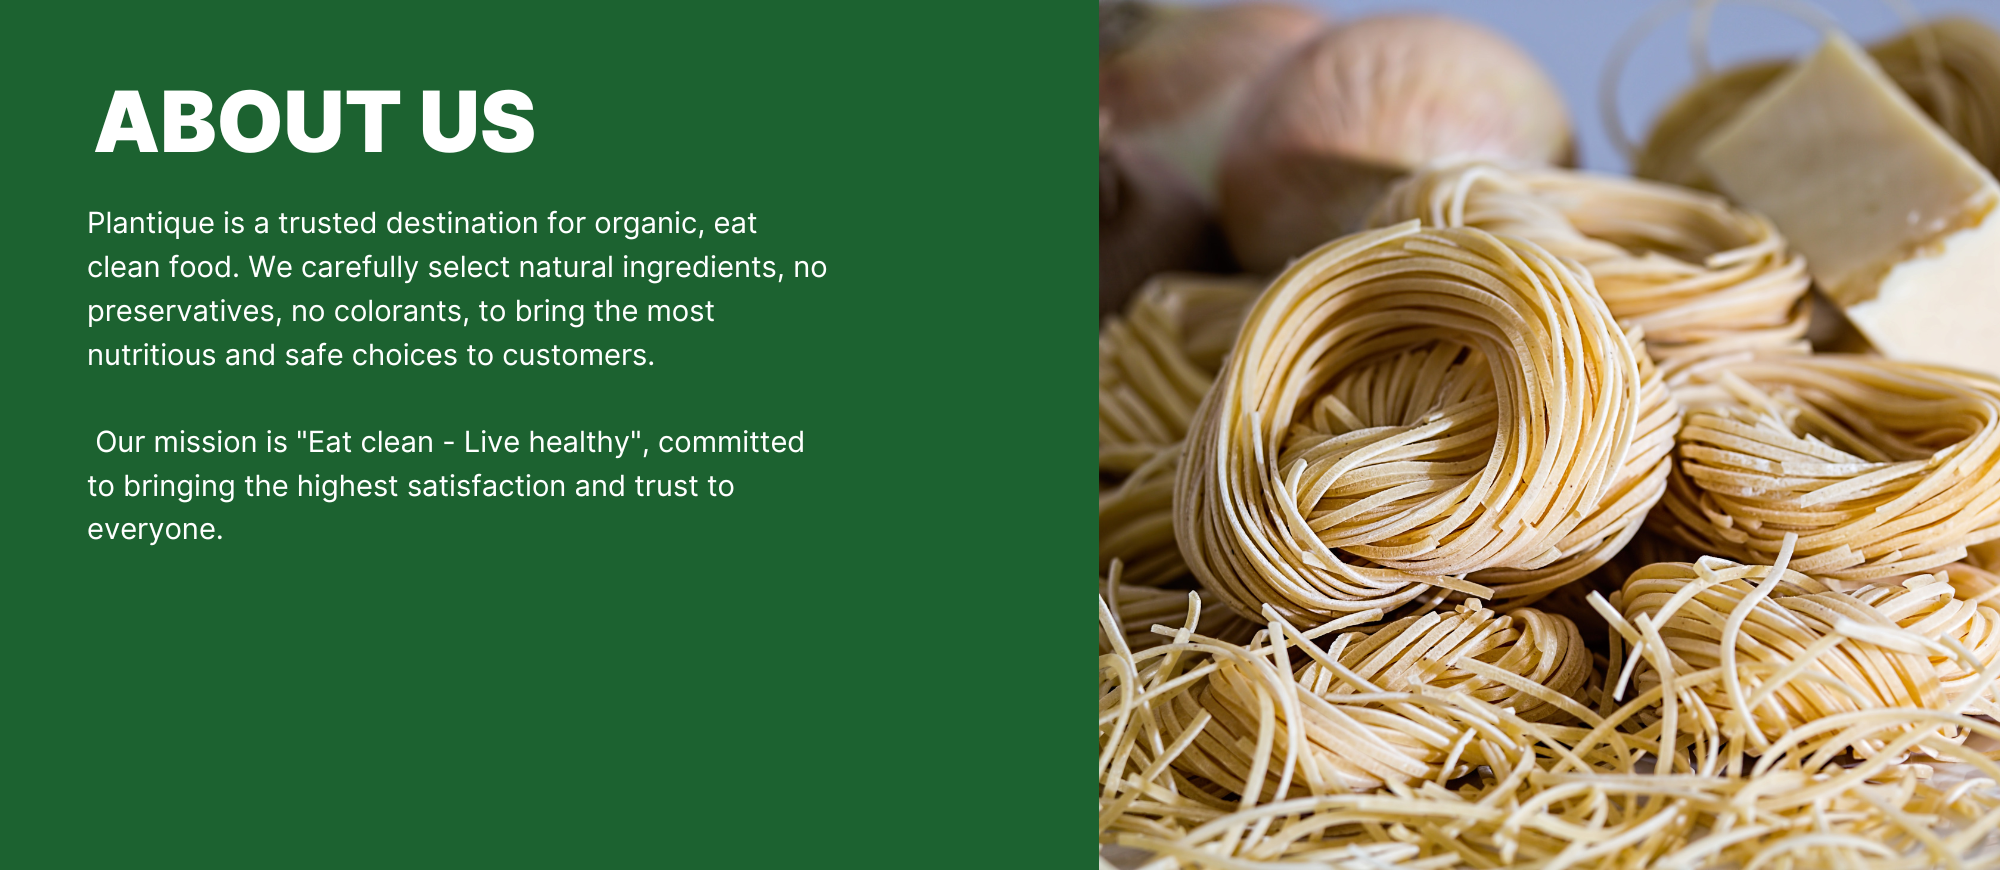 ABOUT US
Plantique is a trusted destination for organic, eat
clean food. We carefully select natural ingredients, no
preservatives, no colorants, to bring the most
nutritious and safe choices to customers.
Our mission is "Eat clean - Live healthy", committed
to bringing the highest satisfaction and trust to
everyone.